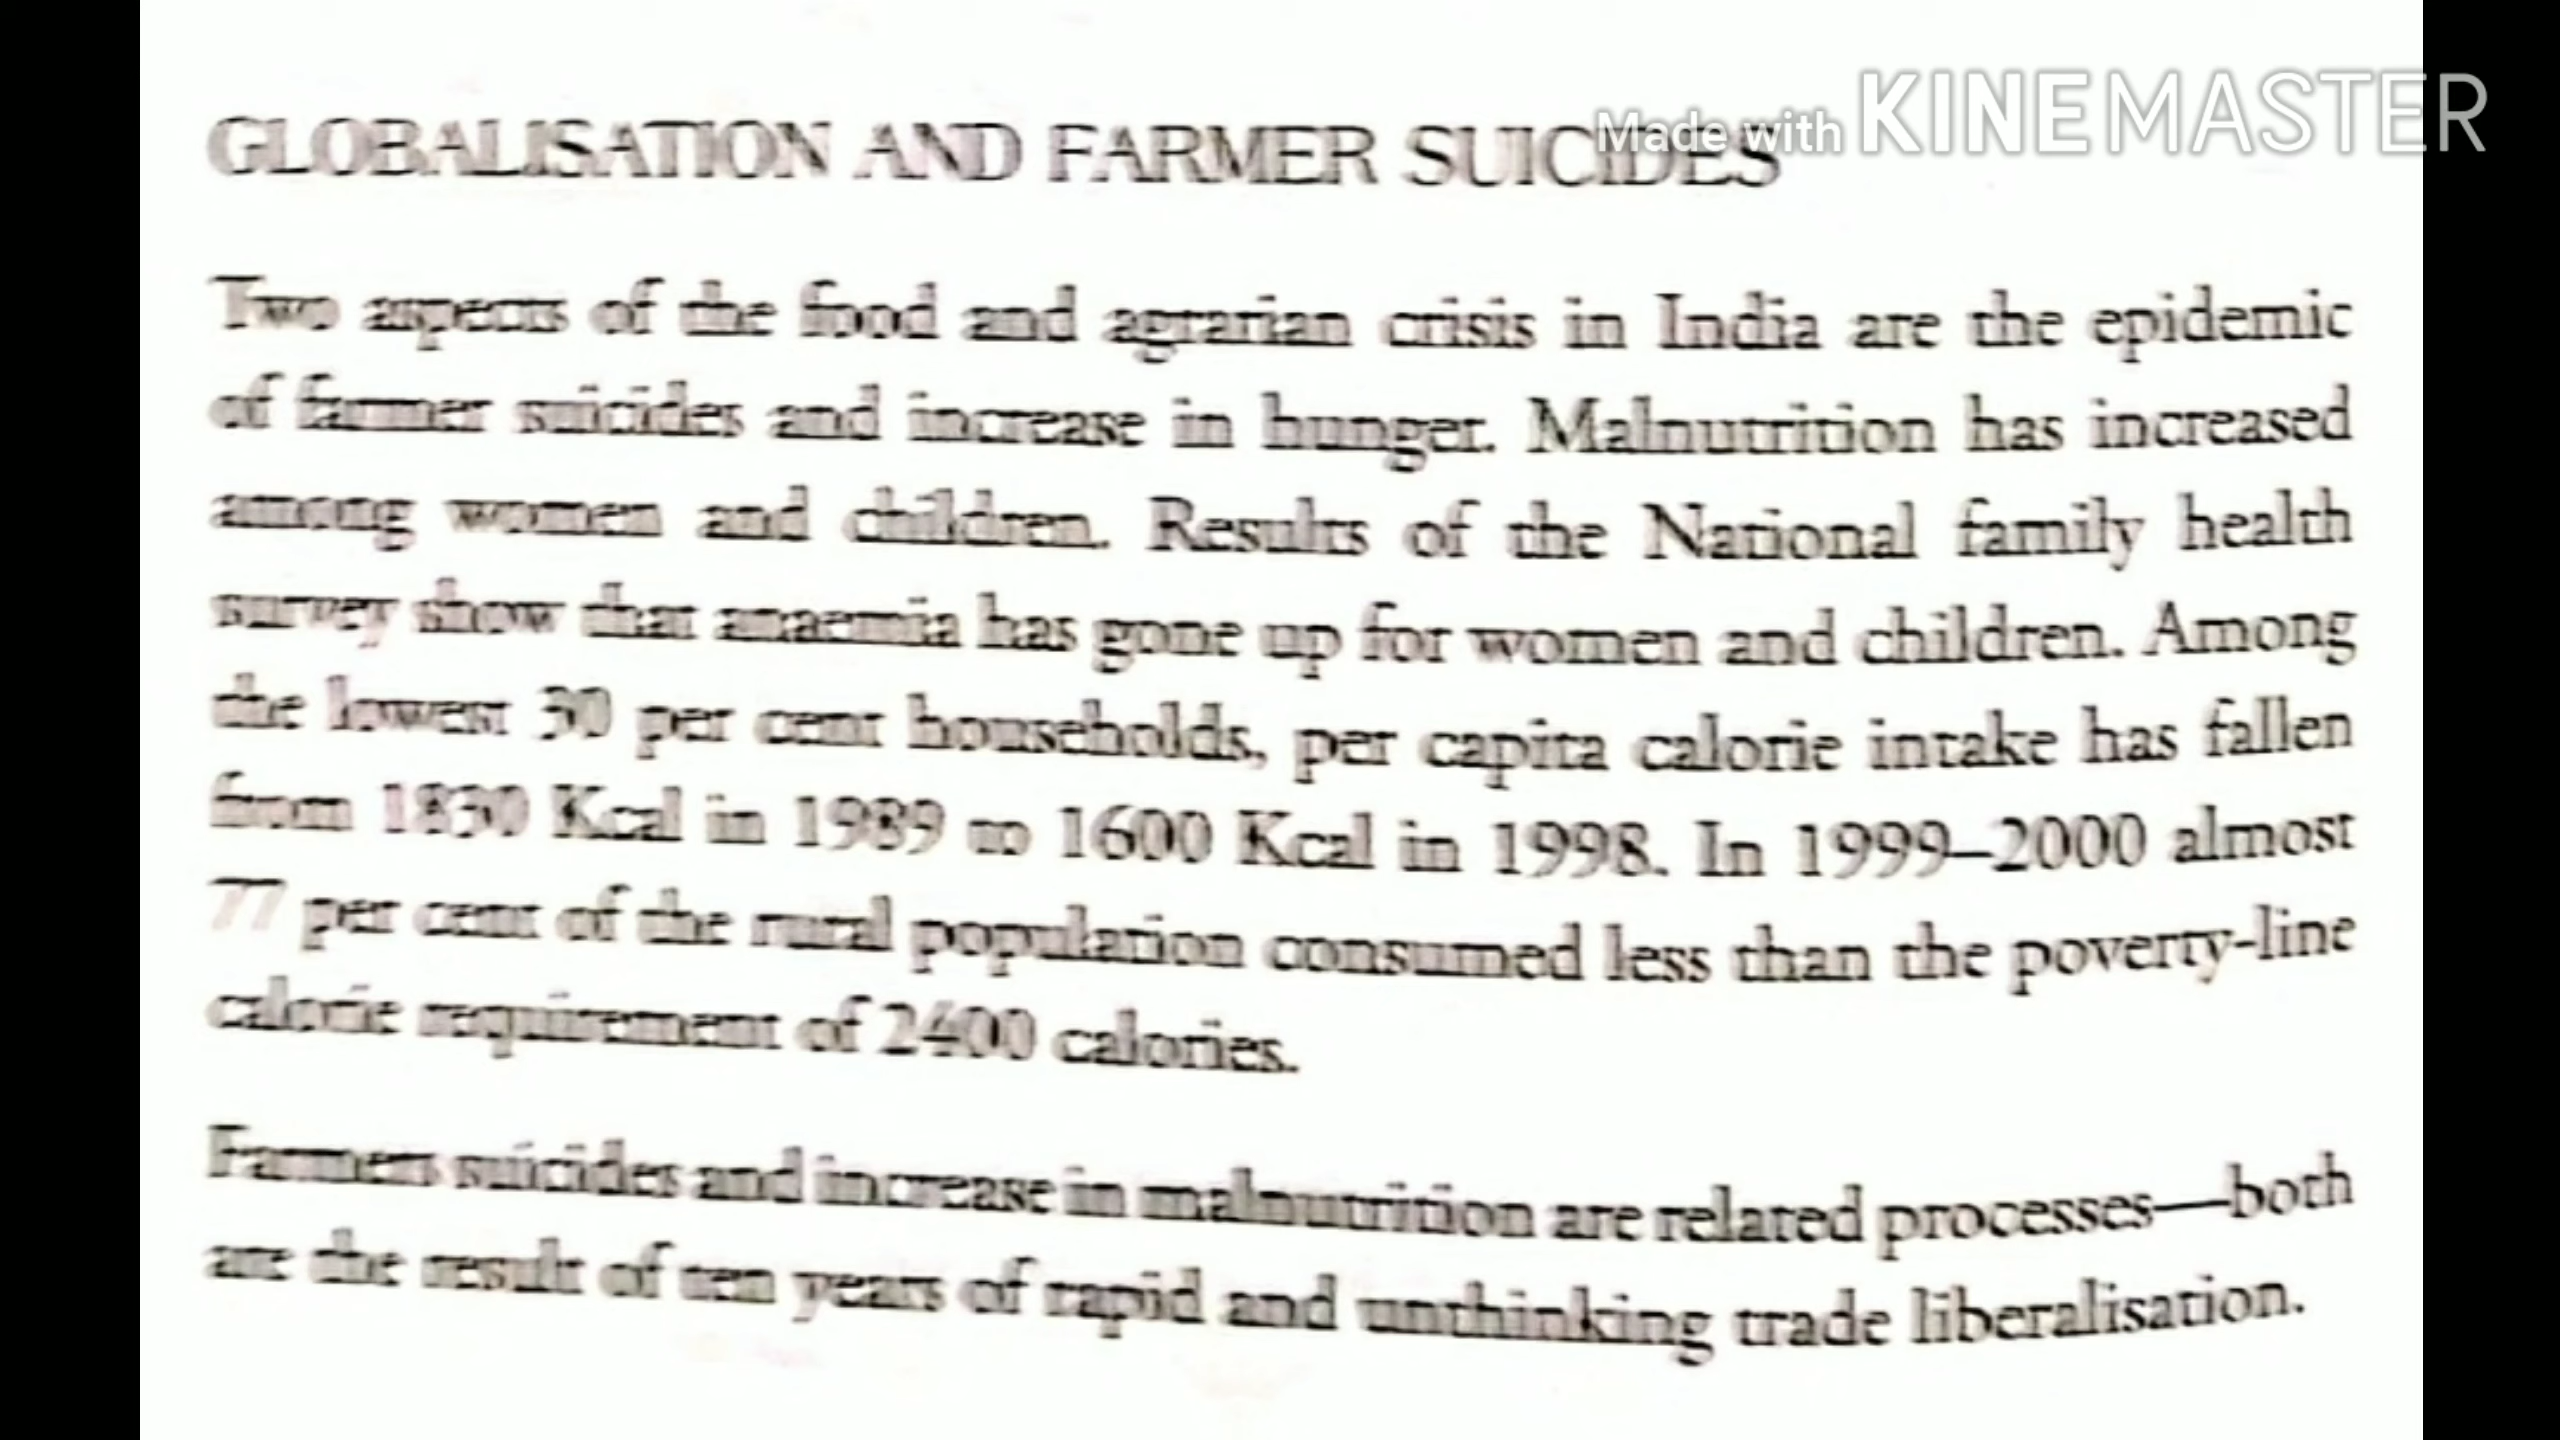 Made with KINEMASTER
GLOBALISATION AND FARMER SUICIDES
Two aspects of the food and agrarian crisis in India are the epidemic
of farmer suicides and increase in hunger. Malnutrition has increased
among women and children. Results of the National family health
survey show that anaemia has gone up for women and children. Among
the lowest 30 per cent households, per capita calorie intake has fallen
from 1830 Kcal in 1989 to 1600 Kcal in 1998. In 1999–2000 almost
77 per cent of the rural population consumed less than the poverty-line
calorie requirement of 2400 calories.
Farmers suicides and increase in malnutrition are related processes—both
are the result of ten years of rapid and unthinking trade liberalisation.